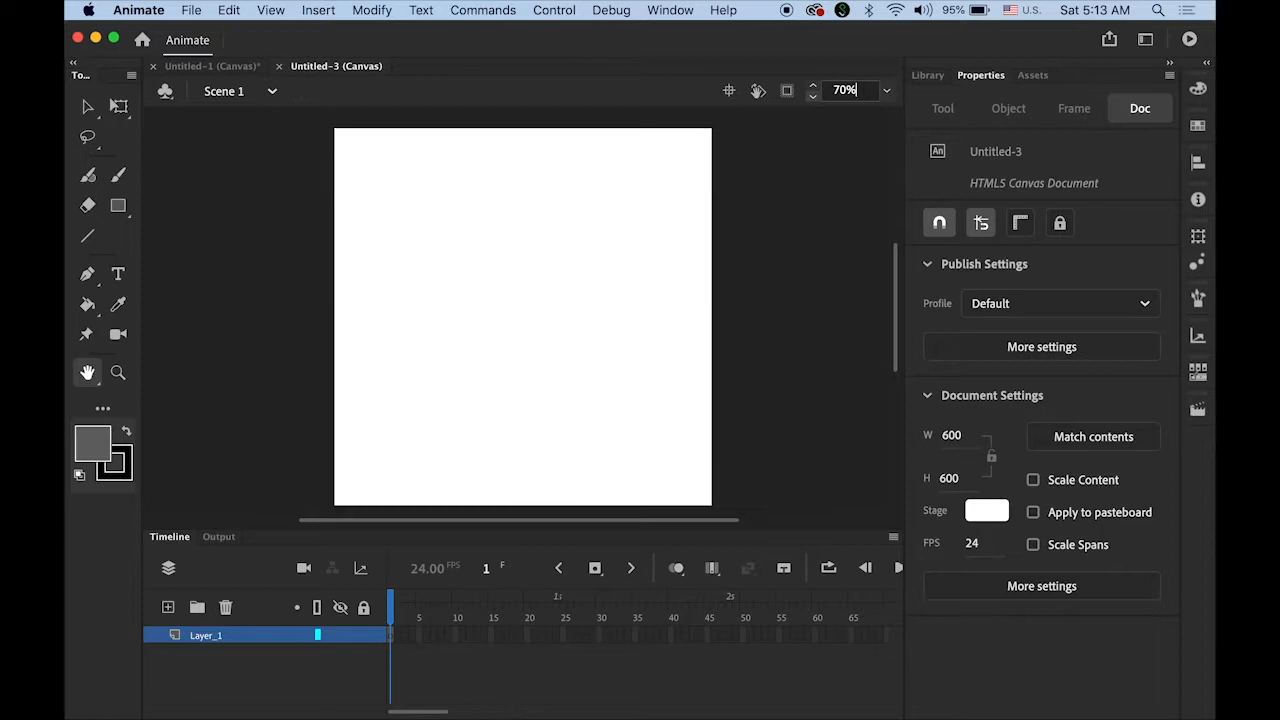 Animate File Edit View Insert Modify Text Commands Control Debug Window Help 95% U.S. Sat 5:13 AM
Animate
To...
Untitled-1 (Canvas)* Untitled-3 (Canvas)
Scene 1 70%
Library Properties Assets
Tool Object Frame Doc
An Untitled-3
HTML5 Canvas Document
Publish Settings
Profile Default
More settings
Document Settings
W 600 Match contents
H 600 Scale Content
Stage Apply to pasteboard
FPS 24 Scale Spans
More settings
Timeline Output
24.00 FPS 1 F
1s 2s
5 10 15 20 25 30 35 40 45 50 55 60 65
Layer_1